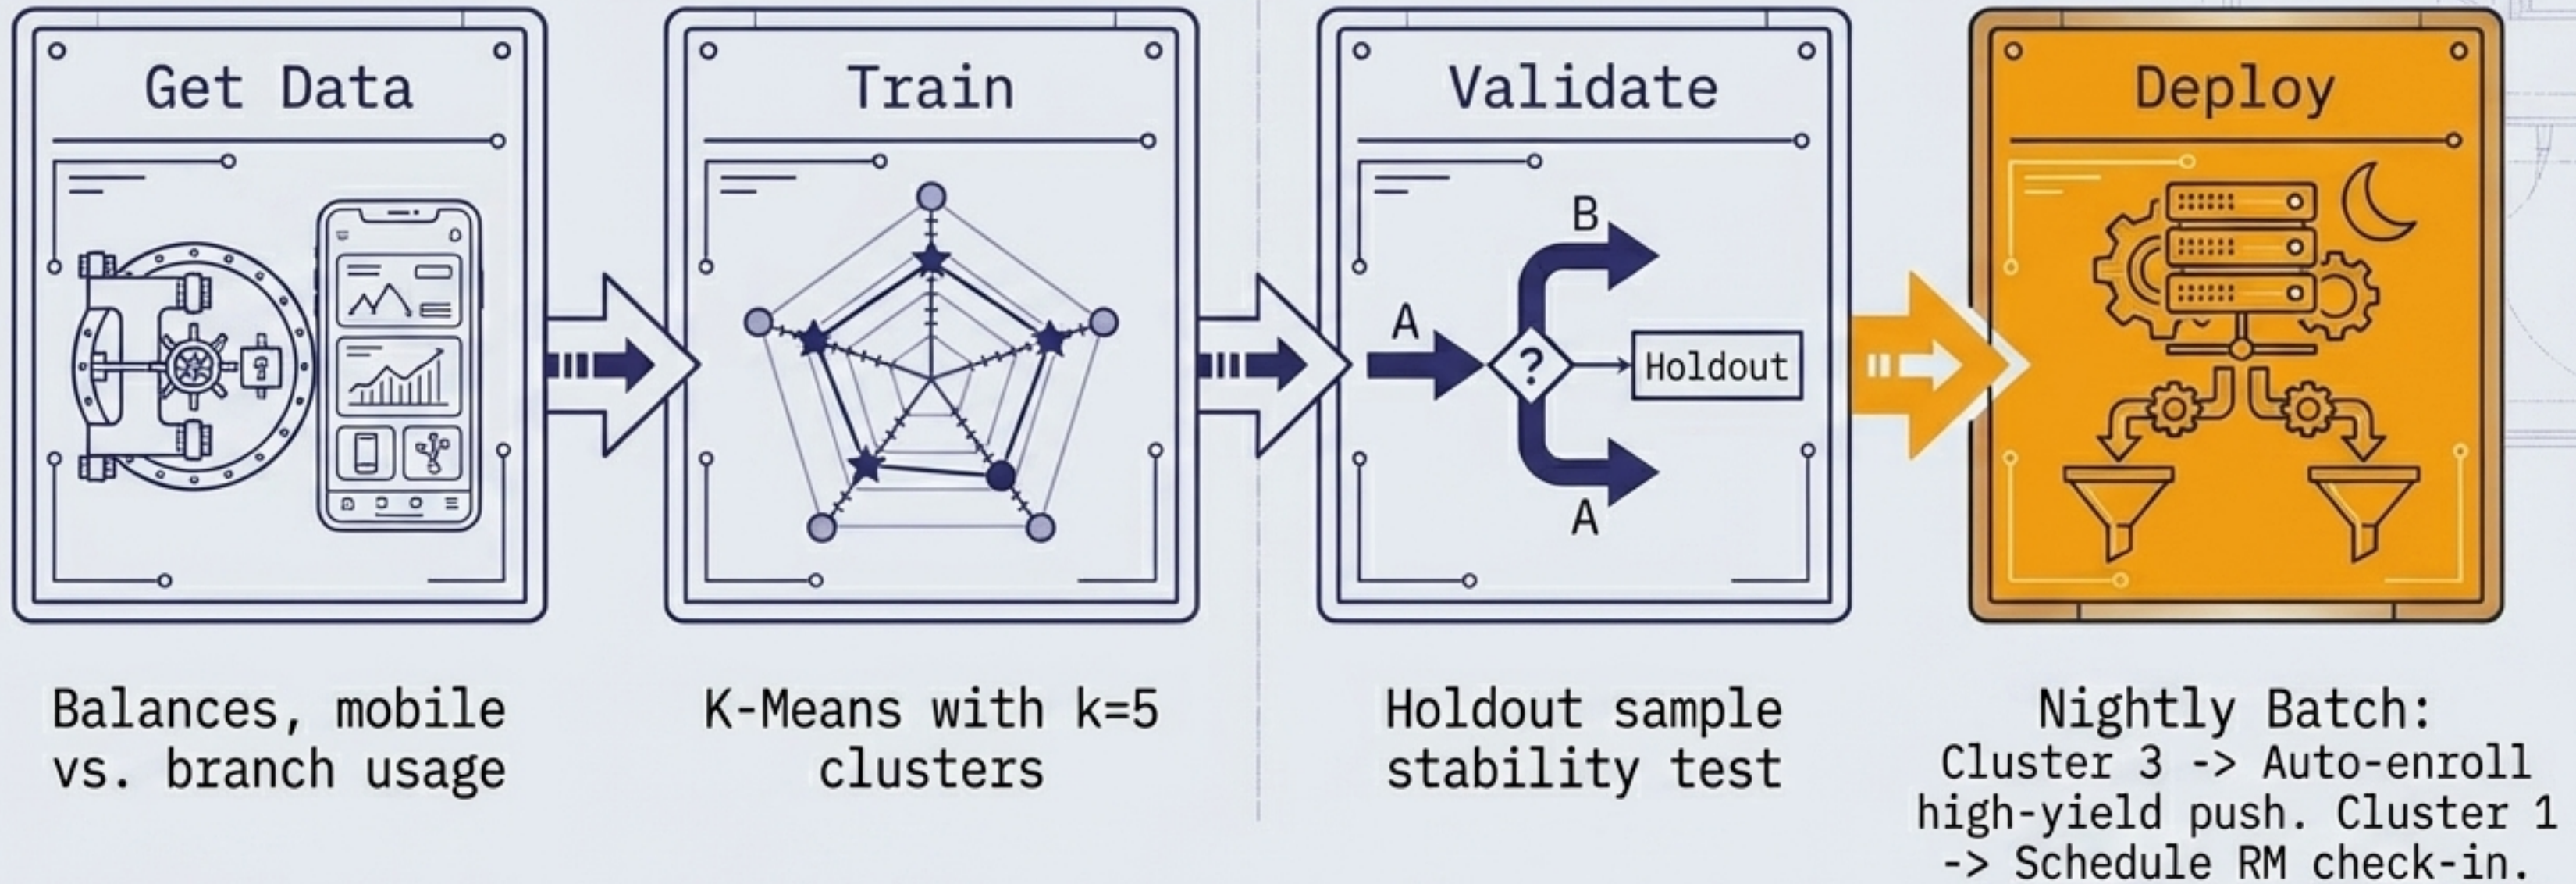 Get Data
Train
Validate
Deploy
B
A
?
Holdout
A
Balances, mobile
vs. branch usage
K-Means with k=5
clusters
Holdout sample
stability test
Nightly Batch:
Cluster 3 -> Auto-enroll
high-yield push. Cluster 1
-> Schedule RM check-in.